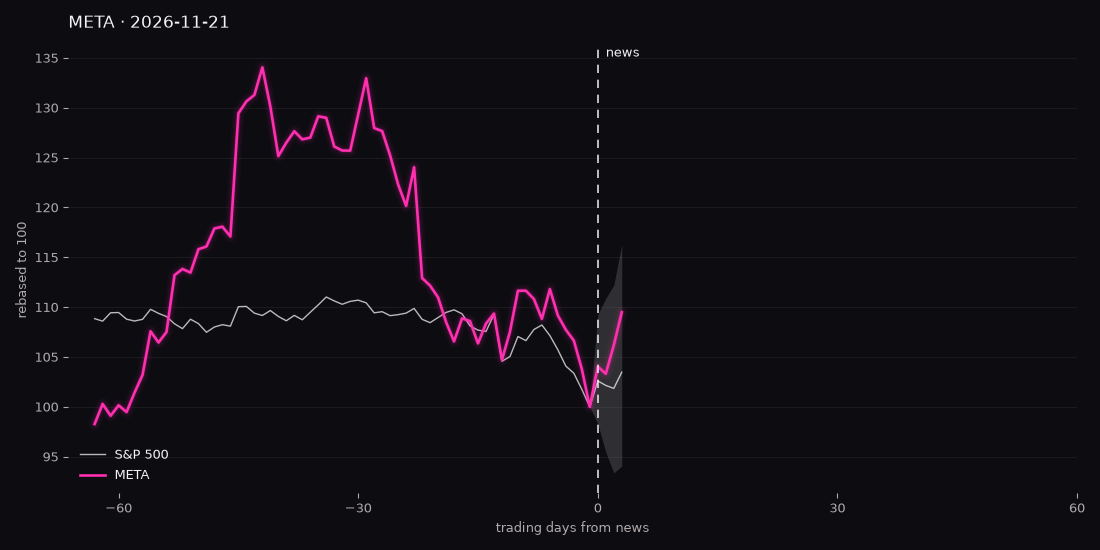 META · 2026-11-21
news
135
130
125
120
115
110
105
100
95
rebased to 100
S&P 500
META
−60
−30
0
30
60
trading days from news